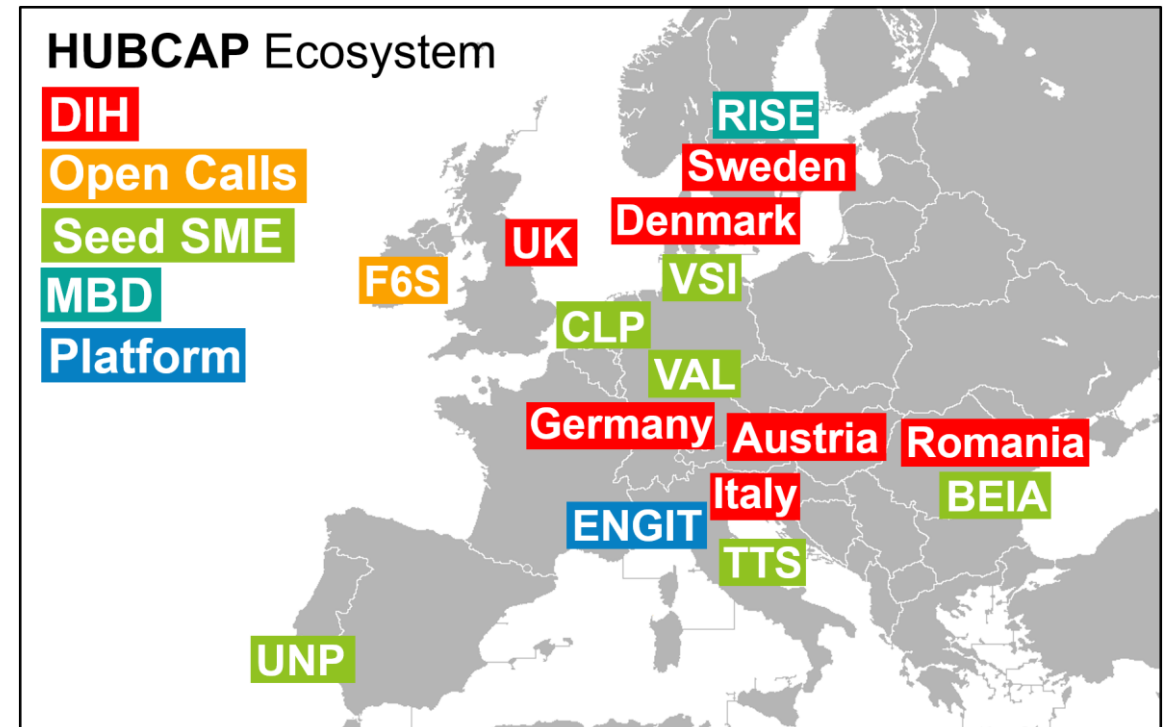 HUBCAP Ecosystem
DIH
Open Calls
Seed SME
MBD
Platform
RISE
Sweden
Denmark
UK
VSI
F6S
CLP
VAL
Germany
Austria
Romania
Italy
BEIA
ENGIT
TTS
UNP